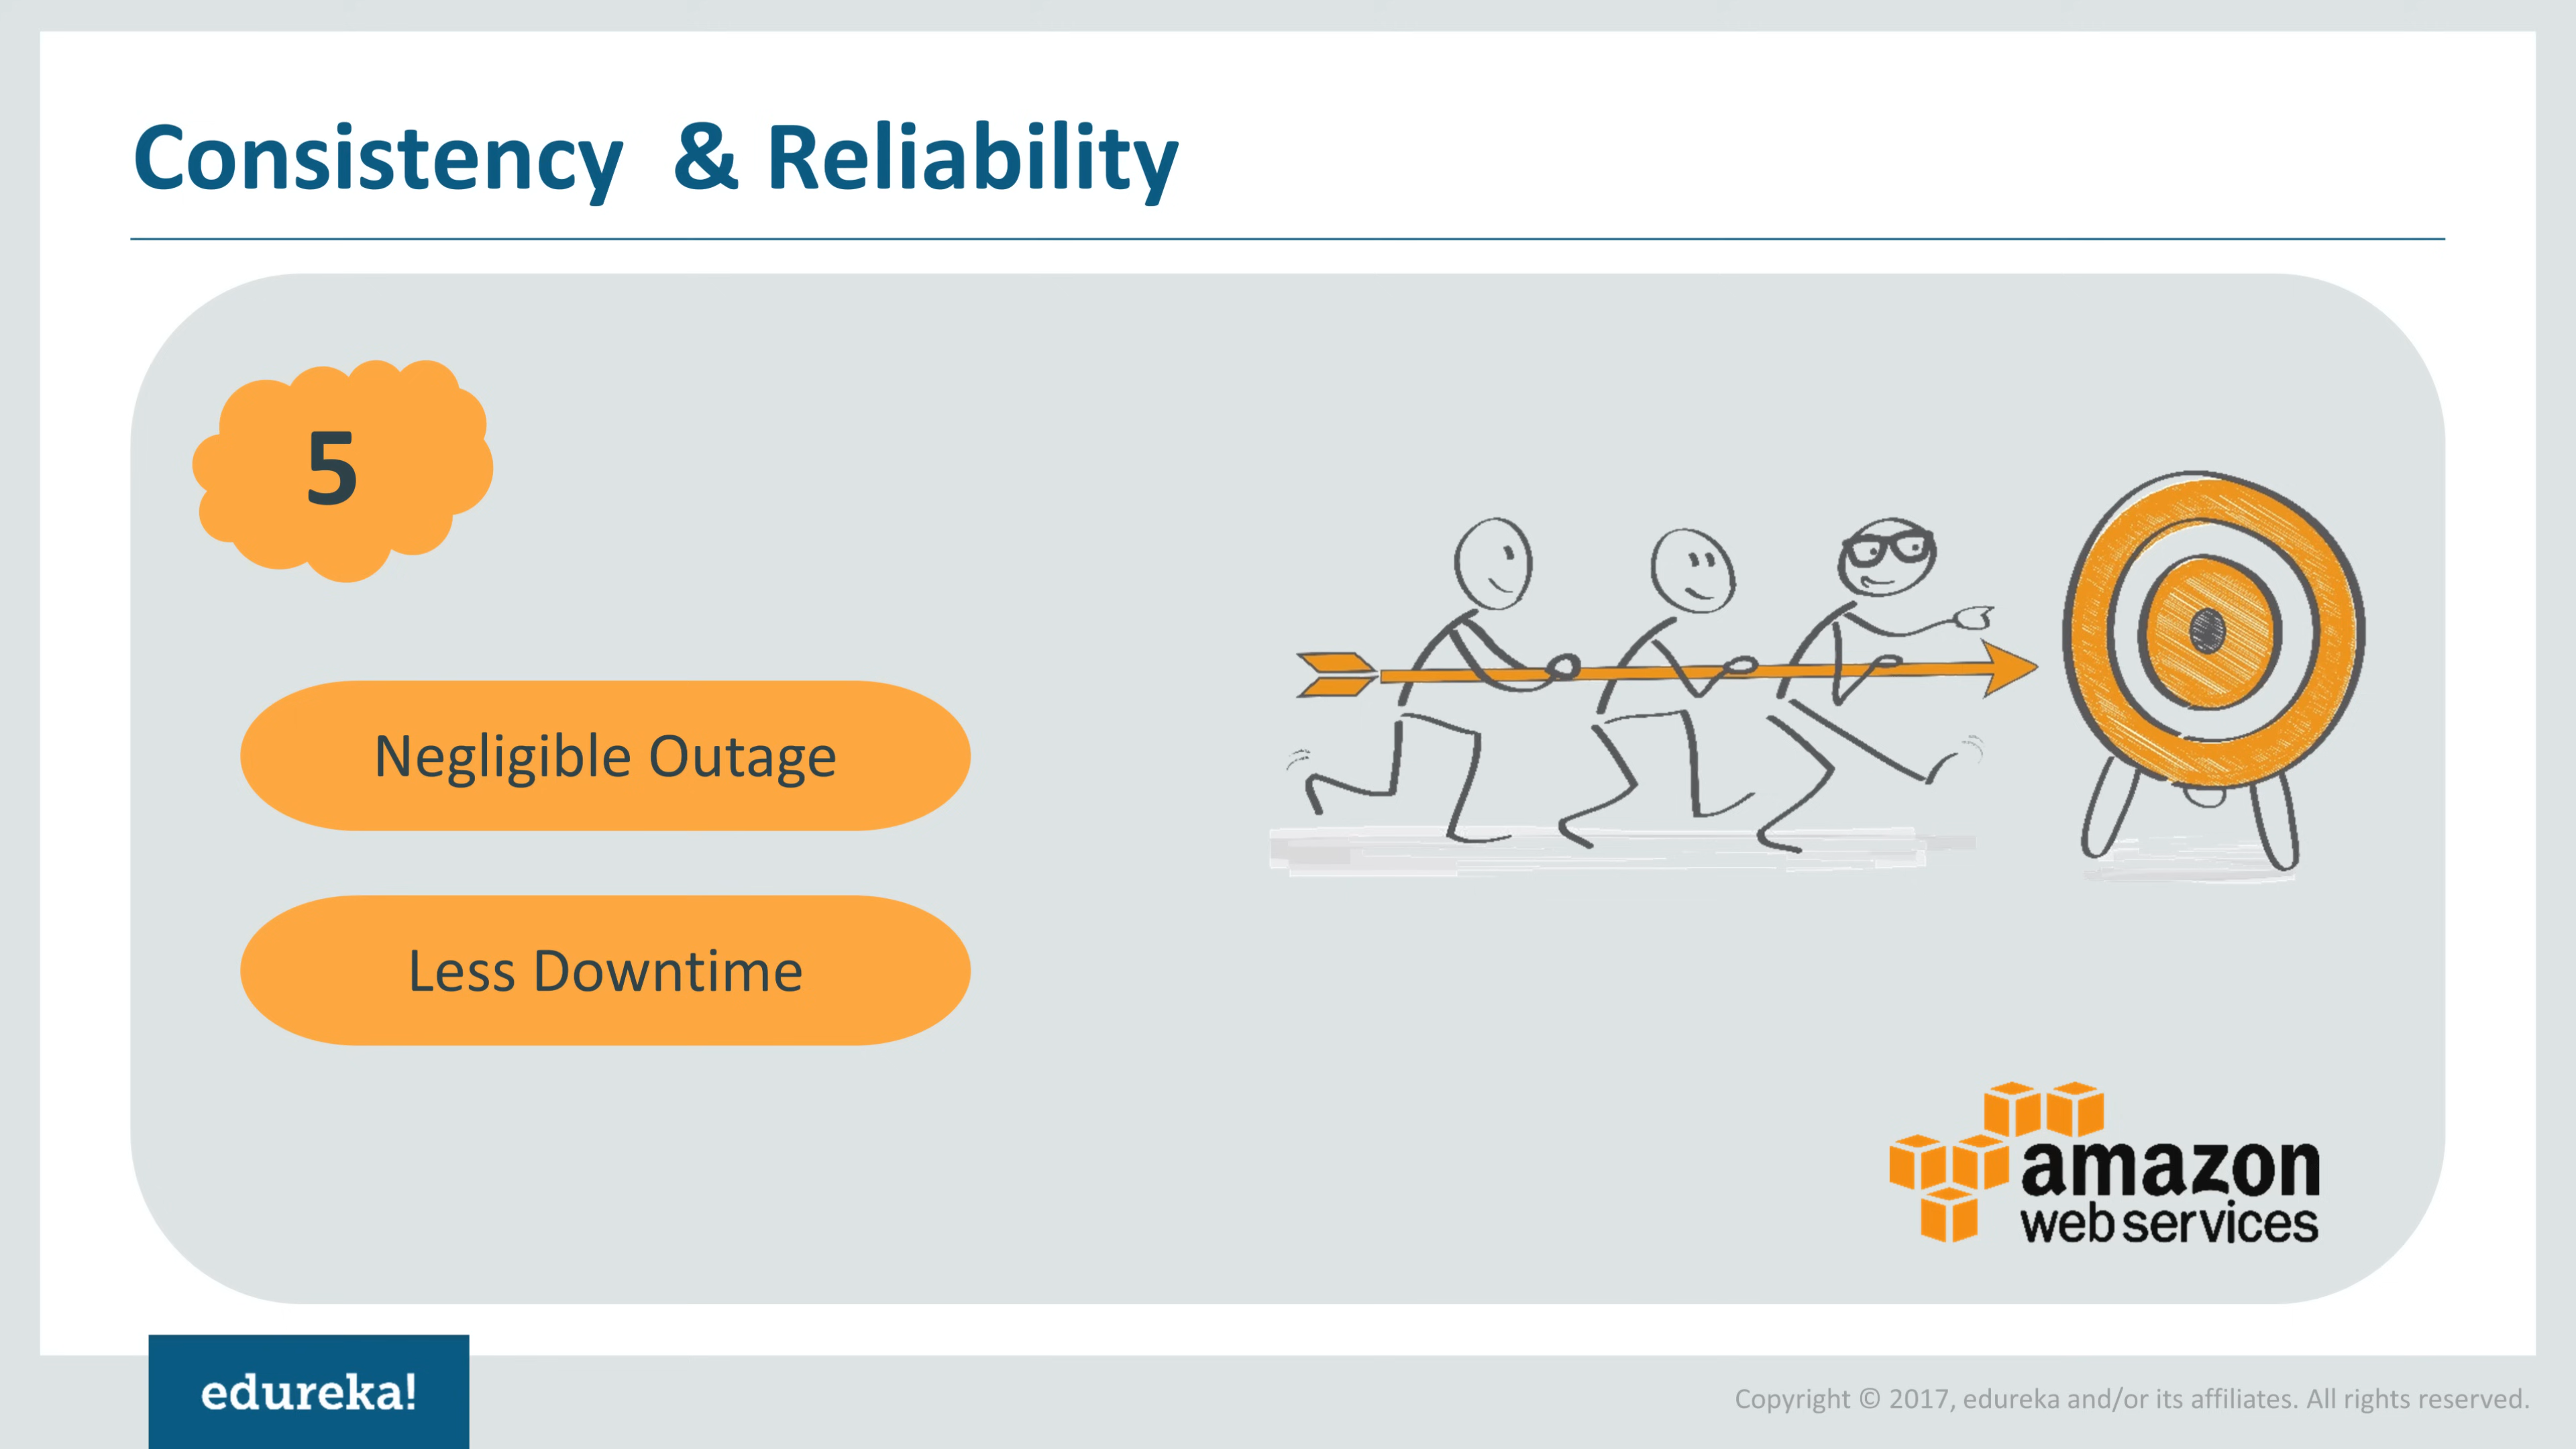 Consistency & Reliability
5
Negligible Outage
Less Downtime
amazon
web services
edureka!
Copyright © 2017, edureka and/or its affiliates. All rights reserved.